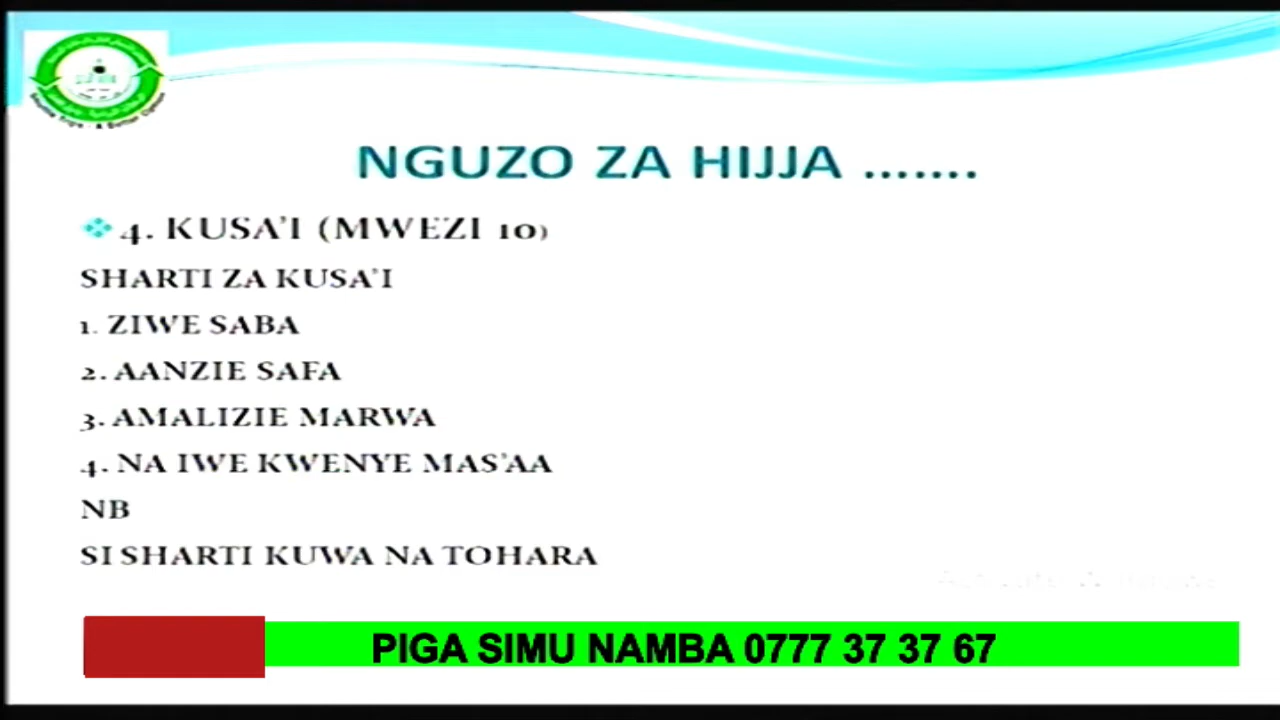 NGUZO ZA HIJJA .......
4. KUSA'I (MWEZI 10)
SHARTI ZA KUSA'I
1. ZIWE SABA
2. AANZIE SAFA
3. AMALIZIE MARWA
4. NA IWE KWENYE MAS'AA
NB
SI SHARTI KUWA NA TOHARA
PIGA SIMU NAMBA 0777 37 37 67